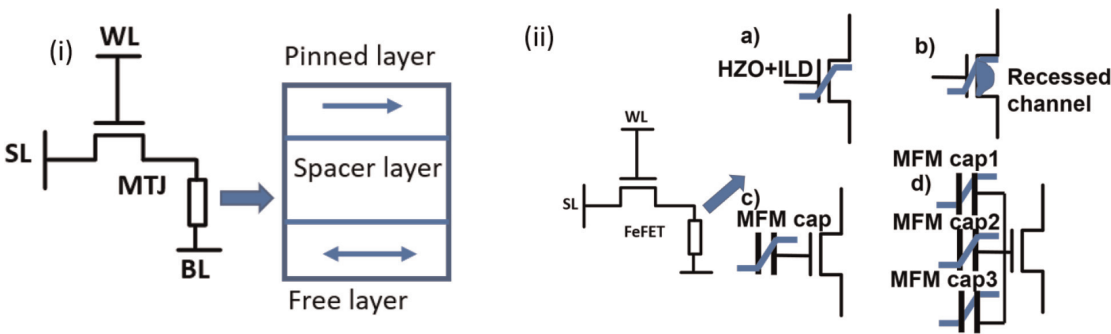 (i)
WL
Pinned layer
SL
MTJ
Spacer layer
BL
Free layer
(ii)
a)
HZO+ILD
b)
Recessed
channel
WL
SL
FeFET
c)
MFM cap
MFM cap1
d)
MFM cap2
MFM cap3